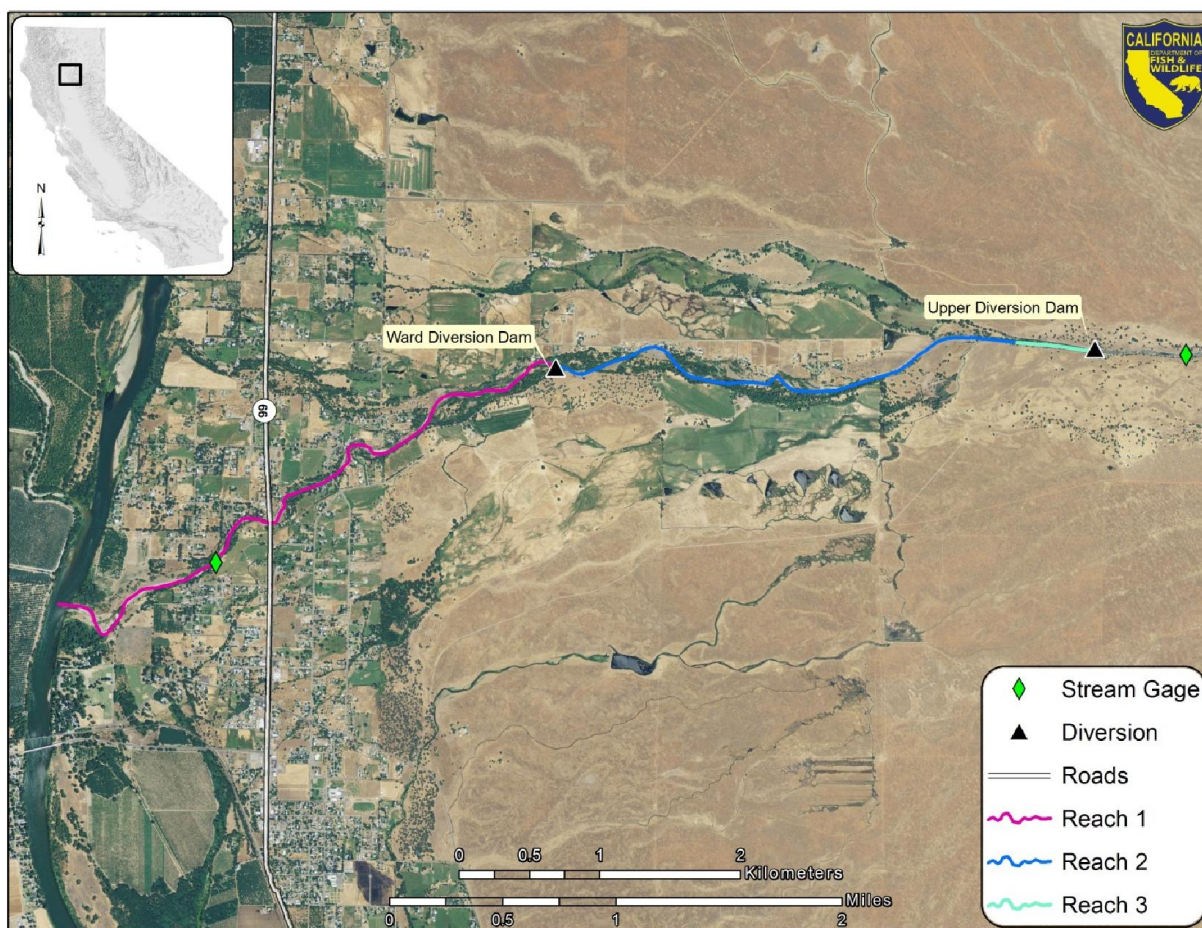 N
CALIFORNIA
DEPARTMENT OF
FISH &
WILDLIFE
Upper Diversion Dam
Ward Diversion Dam
99
Stream Gage
Diversion
Roads
Reach 1
Reach 2
Reach 3
0 0.5 1 2
Kilometers
0 0.5 1 2
Miles